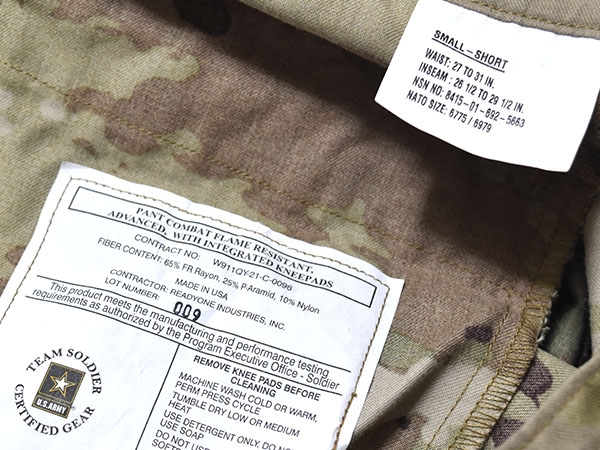 SMALL-SHORT
WAIST: 27 TO 31 IN.
INSEAM : 26 1/2 TO 29 1/2 IN.
NSN NO: 8415-01-692-5663
NATO SIZE: 6775 / 6979
PANT COMBAT FLAME RESISTANT,
ADVANCED, WITH INTEGRATED KNEEPADS
CONTRACT NO: W911QY-21-C-0096
FIBER CONTENT: 65% FR Rayon, 25% P.Aramid, 10% Nylon
MADE IN USA
CONTRACTOR: READYONE INDUSTRIES, INC.
LOT NUMBER: 009
This product meets the manufacturing and performance testing
requirements as authorized by the Program Executive Office - Soldier
TEAM SOLDIER
U.S.ARMY
CERTIFIED GEAR
REMOVE KNEE PADS BEFORE
CLEANING
MACHINE WASH COLD OR WARM,
PERM PRESS CYCLE
TUMBLE DRY LOW OR MEDIUM
HEAT
USE DETERGENT ONLY, DO N
USE SOAP
DO NOT US